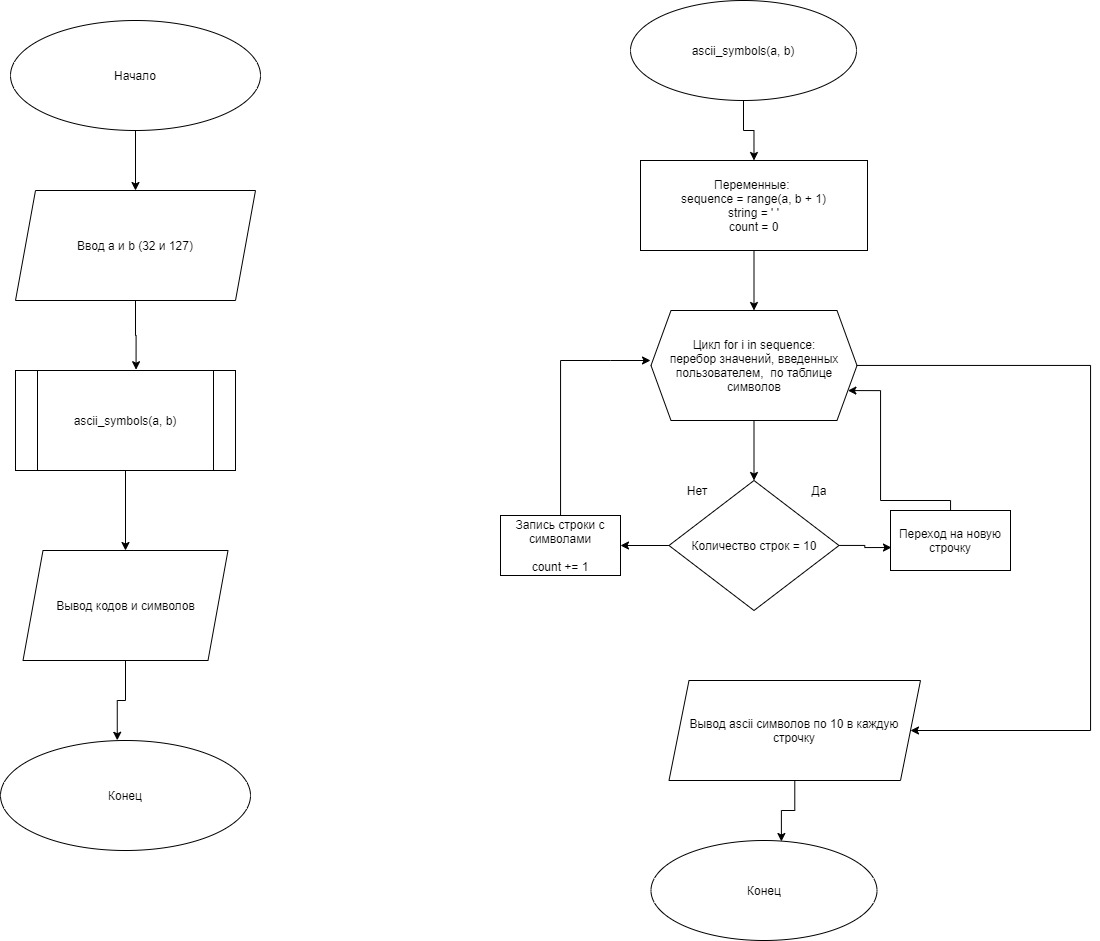 Начало
Ввод a и b (32 и 127)
ascii_symbols(a, b)
Вывод кодов и символов
Конец
ascii_symbols(a, b)
Переменные:
sequence = range(a, b + 1)
string = ' '
count = 0
Цикл for i in sequence:
перебор значений, введенных
пользователем,  по таблице
символов
Нет
Да
Запись строки с
символами
count += 1
Количество строк = 10
Переход на новую
строчку
Вывод ascii символов по 10 в каждую
строчку
Конец